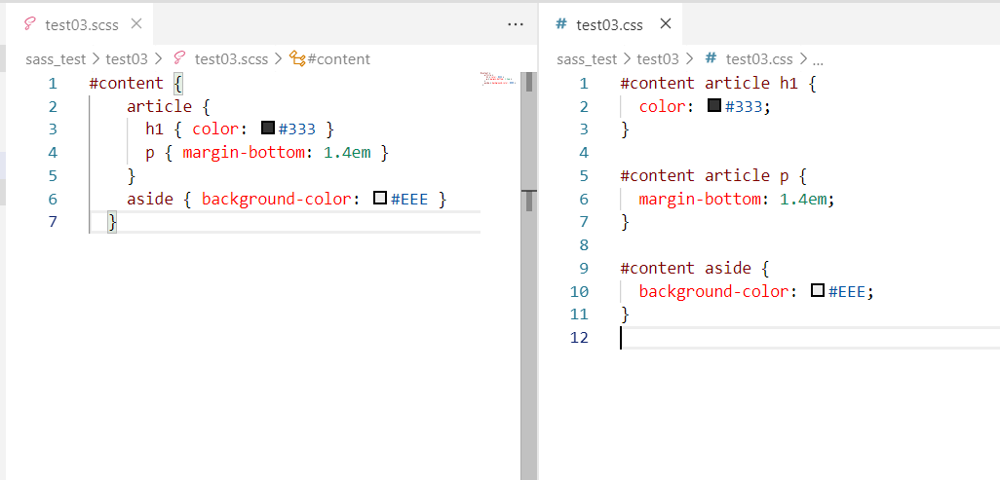 test03.scss
sass_test > test03 > test03.scss > #content
1 #content {
2     article {
3       h1 { color: #333 }
4       p { margin-bottom: 1.4em }
5     }
6     aside { background-color: #EEE }
7   }
# test03.css
sass_test > test03 > # test03.css > ...
1 #content article h1 {
2   color: #333;
3 }
4
5 #content article p {
6   margin-bottom: 1.4em;
7 }
8
9 #content aside {
10   background-color: #EEE;
11 }
12